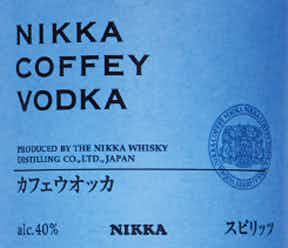 NIKKA
COFFEY
VODKA
PRODUCED BY THE NIKKA WHISKY
DISTILLING CO.,LTD., JAPAN
カフェウオッカ
alc.40%
NIKKA
スピリッツ